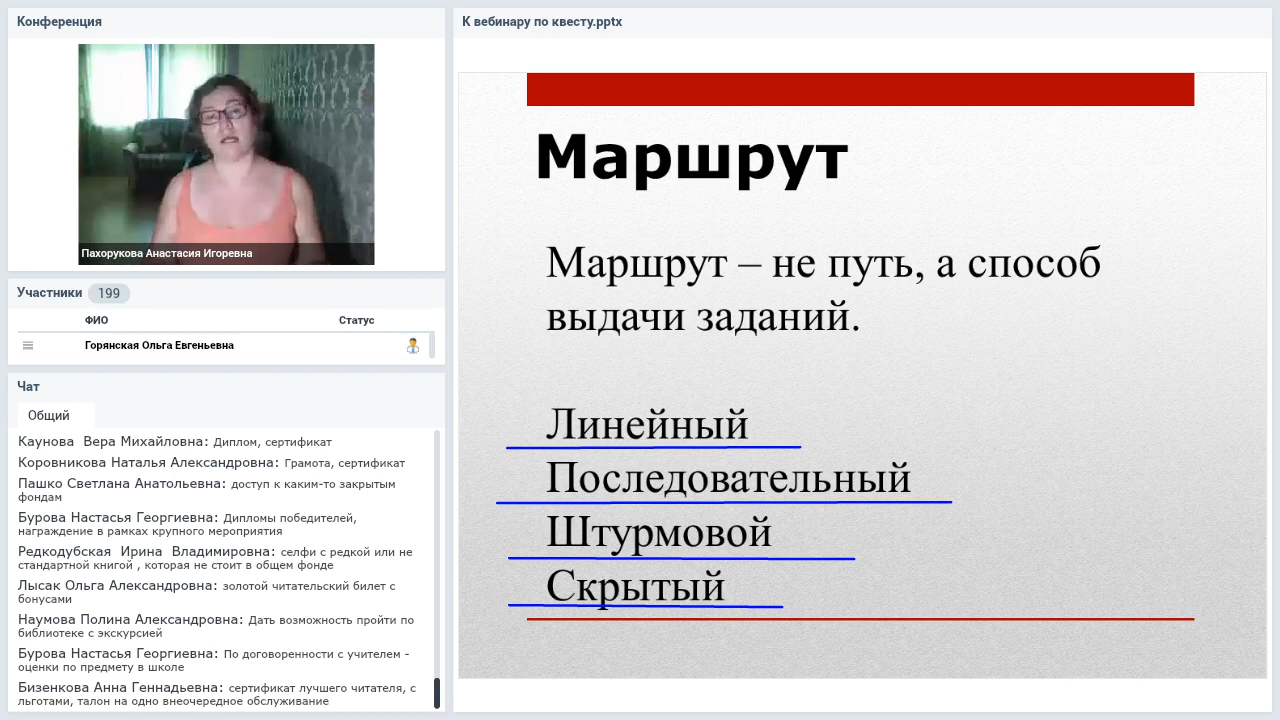 Конференция
Пахорукова Анастасия Игоревна
Участники 199
ФИО Статус
Горянская Ольга Евгеньевна
Чат
Общий
Каунова Вера Михайловна: Диплом, сертификат
Коровникова Наталья Александровна: Грамота, сертификат
Пашко Светлана Анатольевна: доступ к каким-то закрытым
фондам
Бурова Настасья Георгиевна: Дипломы победителей,
награждение в рамках крупного мероприятия
Редкодубская Ирина Владимировна: селфи с редкой или не
стандартной книгой , которая не стоит в общем фонде
Лысак Ольга Александровна: золотой читательский билет с
бонусами
Наумова Полина Александровна: Дать возможность пройти по
библиотеке с экскурсией
Бурова Настасья Георгиевна: По договоренности с учителем -
оценки по предмету в школе
Бизенкова Анна Геннадьевна: сертификат лучшего читателя, с
льготами, талон на одно внеочередное обслуживание
К вебинару по квесту.pptx
Маршрут
Маршрут – не путь, а способ
выдачи заданий.
Линейный
Последовательный
Штурмовой
Скрытый